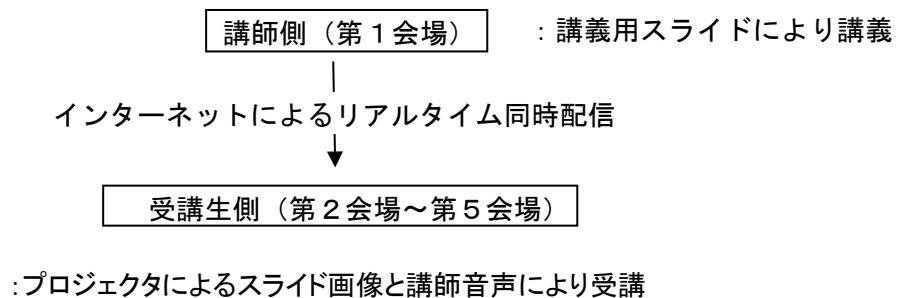 講師側（第１会場） ：講義用スライドにより講義
インターネットによるリアルタイム同時配信
受講生側（第２会場～第５会場）
：プロジェクタによるスライド画像と講師音声により受講